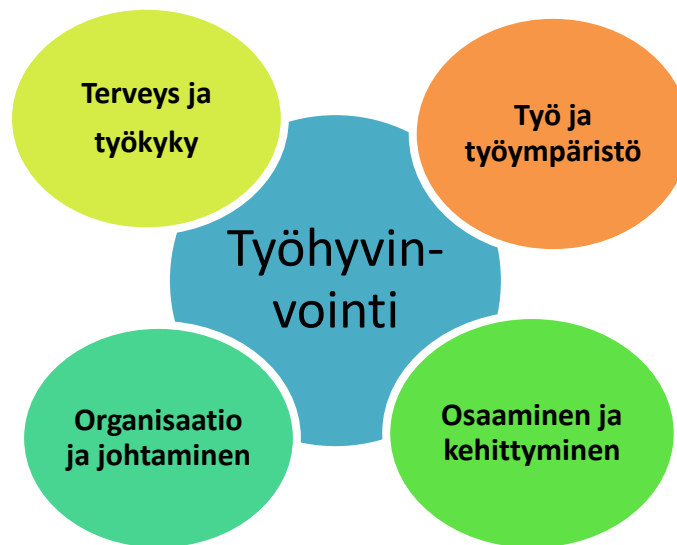 Terveys ja
työkyky
Työ ja
työympäristö
Työhyvin-
vointi
Organisaatio
ja johtaminen
Osaaminen ja
kehittyminen